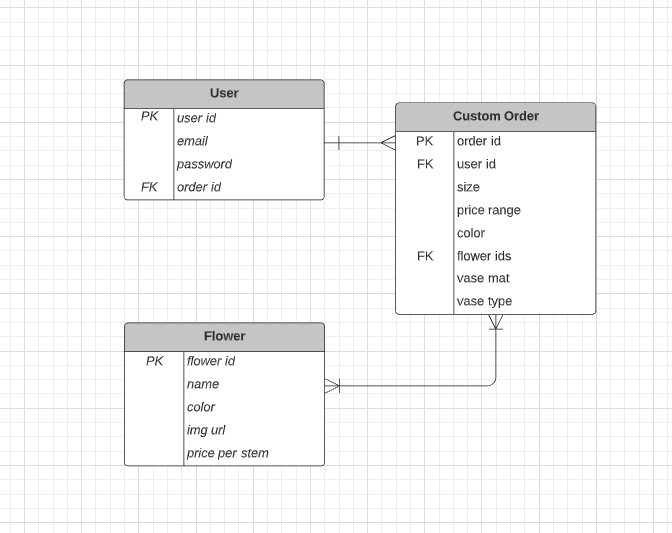 User
PK user id
email
password
FK order id
Custom Order
PK order id
FK user id
size
price range
color
FK flower ids
vase mat
vase type
Flower
PK flower id
name
color
img url
price per stem